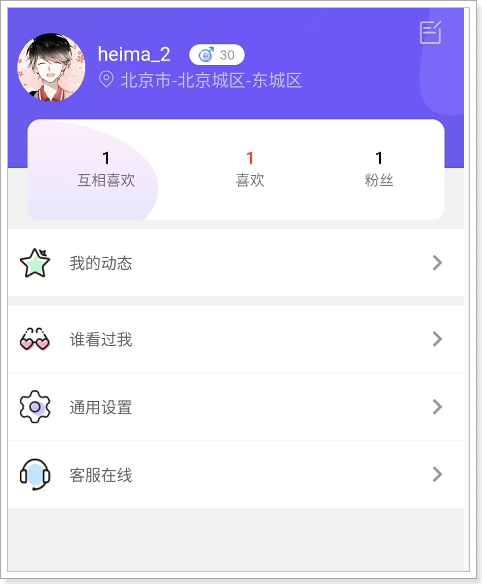 heima_2 30
北京市-北京城区-东城区
1 1 1
互相喜欢 喜欢 粉丝
我的动态
谁看过我
通用设置
客服在线